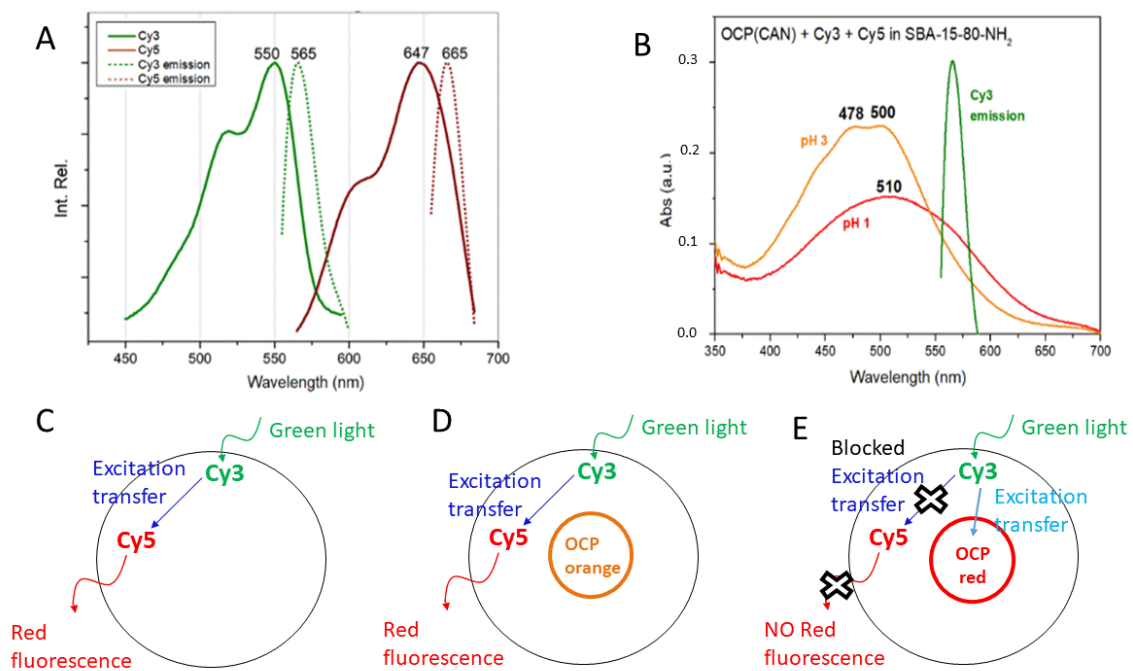 A
Cy3
Cy5
Cy3 emission
Cy5 emission
550
565
647
665
Int. Rel.
450
500
550
600
650
700
Wavelength (nm)
B
OCP(CAN) + Cy3 + Cy5 in SBA-15-80-NH₂
0.3
0.2
0.1
0.0
Abs (a.u.)
478
500
pH 3
510
pH 1
Cy3
emission
350
400
450
500
550
600
650
700
Wavelength (nm)
C
Green light
Cy3
Excitation
transfer
Cy5
Red
fluorescence
D
Green light
Cy3
Excitation
transfer
Cy5
OCP
orange
Red
fluorescence
E
Green light
Blocked
Excitation
transfer
Cy3
Excitation
transfer
Cy5
OCP
red
NO Red
fluorescence